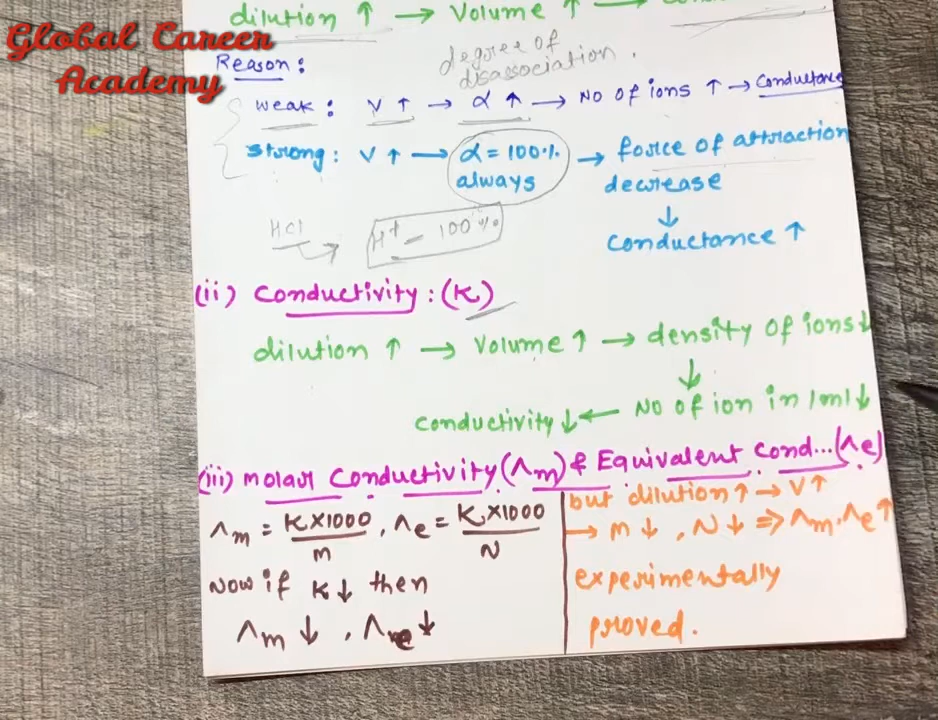 dilution ↑ → Volume ↑ →
Global Career
Academy
Reason:
degree of
disassociation.
weak: V ↑ → α ↑ → No of ions ↑ → Conductance
strong: V ↑ → α = 100% → force of attraction
always decrease
↓
HCl → H+ = 100%
Conductance ↑
(ii) Conductivity: (K)
dilution ↑ → Volume ↑ → density of ions ↓
↓
Conductivity ↓ ← No of ion in 1ml ↓
(iii) Molar Conductivity (Λm) & Equivalent Cond...(Λe)
Λm = K×1000/M , Λe = K×1000/N
Now if K↓ then
Λm ↓ , Λe ↓
but dilution ↑ → V↑
→ M ↓ , N ↓ ⇒ Λm, Λe ↑
experimentally
proved.